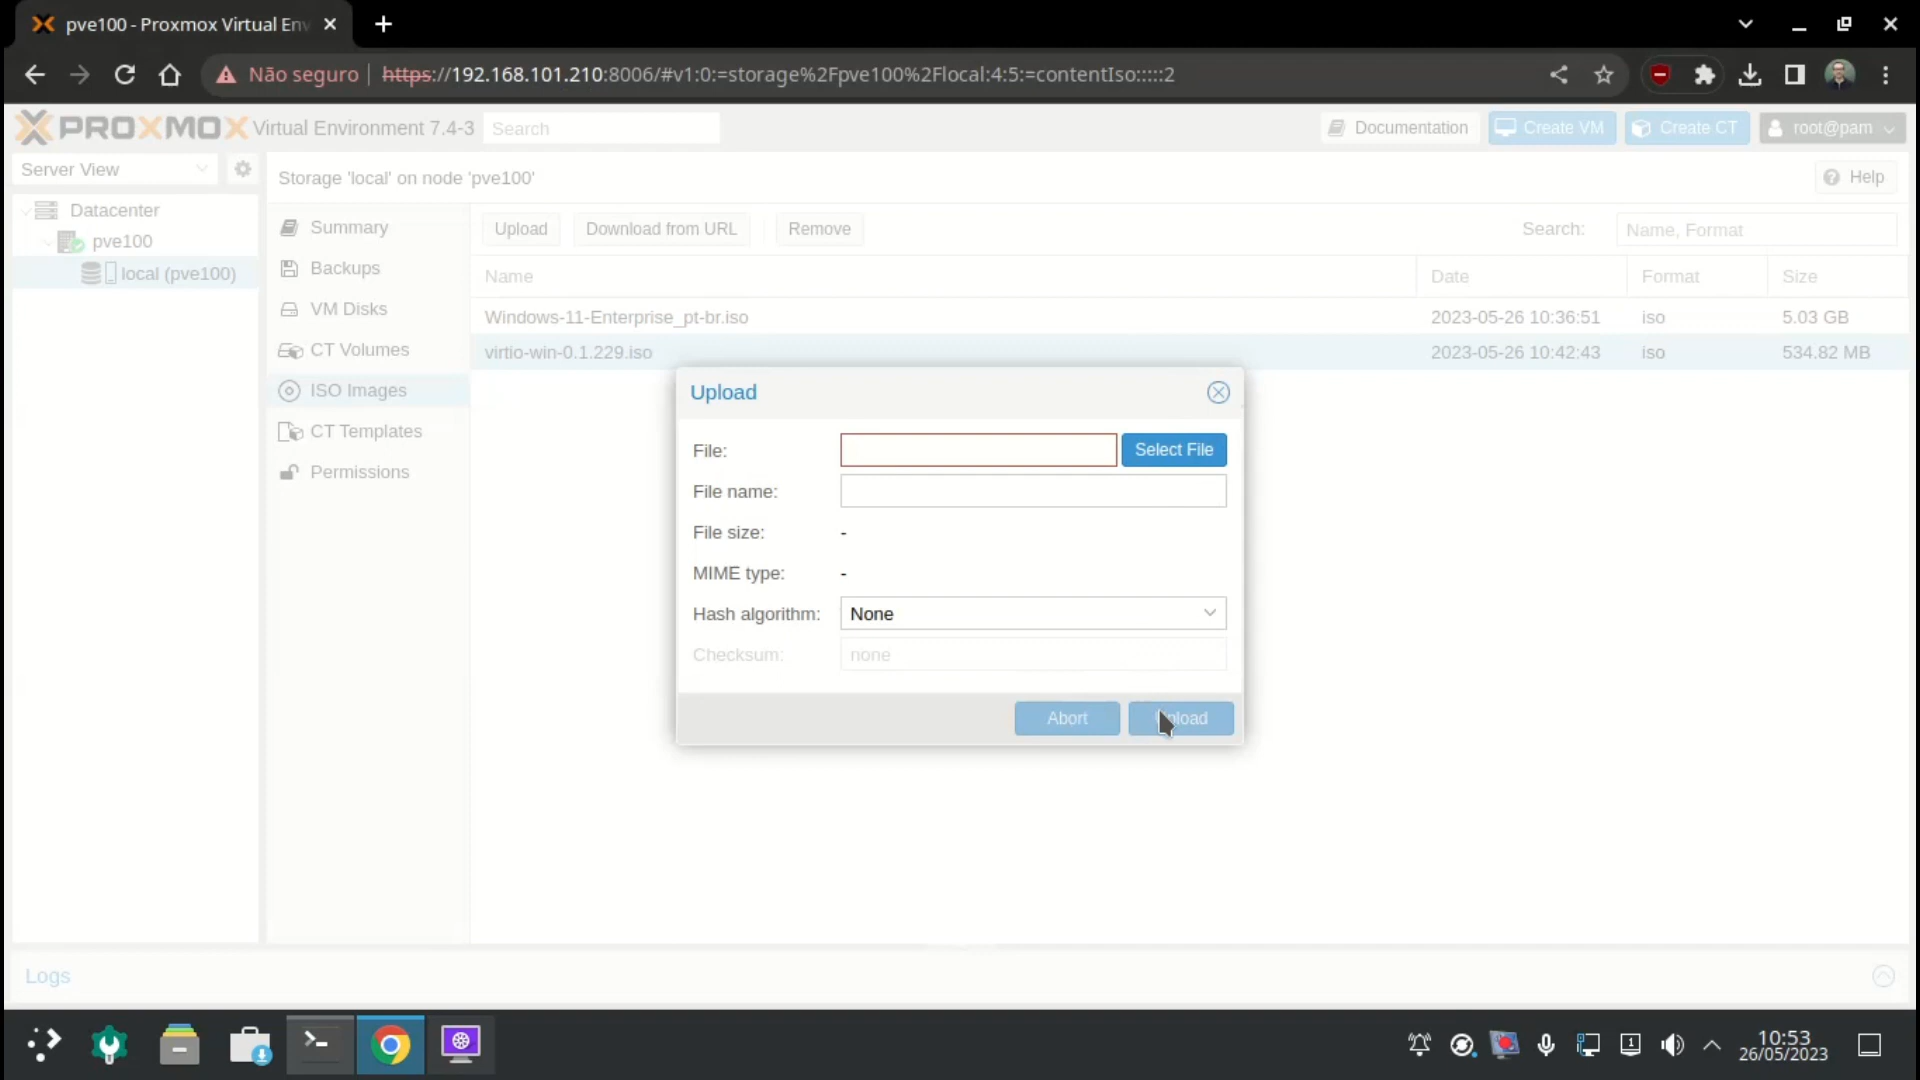 pve100 - Proxmox Virtual Env
Não seguro
https://192.168.101.210:8006/#v1:0:=storage%2Fpve100%2Flocal:4:5:=contentIso:::::2
PROXMOX Virtual Environment 7.4-3
Search
Documentation
Create VM
Create CT
root@pam
Server View
Storage 'local' on node 'pve100'
Help
Datacenter
pve100
local (pve100)
Summary
Backups
VM Disks
CT Volumes
ISO Images
CT Templates
Permissions
Upload
Download from URL
Remove
Search:
Name, Format
Name
Date
Format
Size
Windows-11-Enterprise_pt-br.iso
2023-05-26 10:36:51
iso
5.03 GB
virtio-win-0.1.229.iso
2023-05-26 10:42:43
iso
534.82 MB
Upload
File:
Select File
File name:
File size:
-
MIME type:
-
Hash algorithm:
None
Checksum:
none
Abort
Upload
Logs
1
10:53
26/05/2023